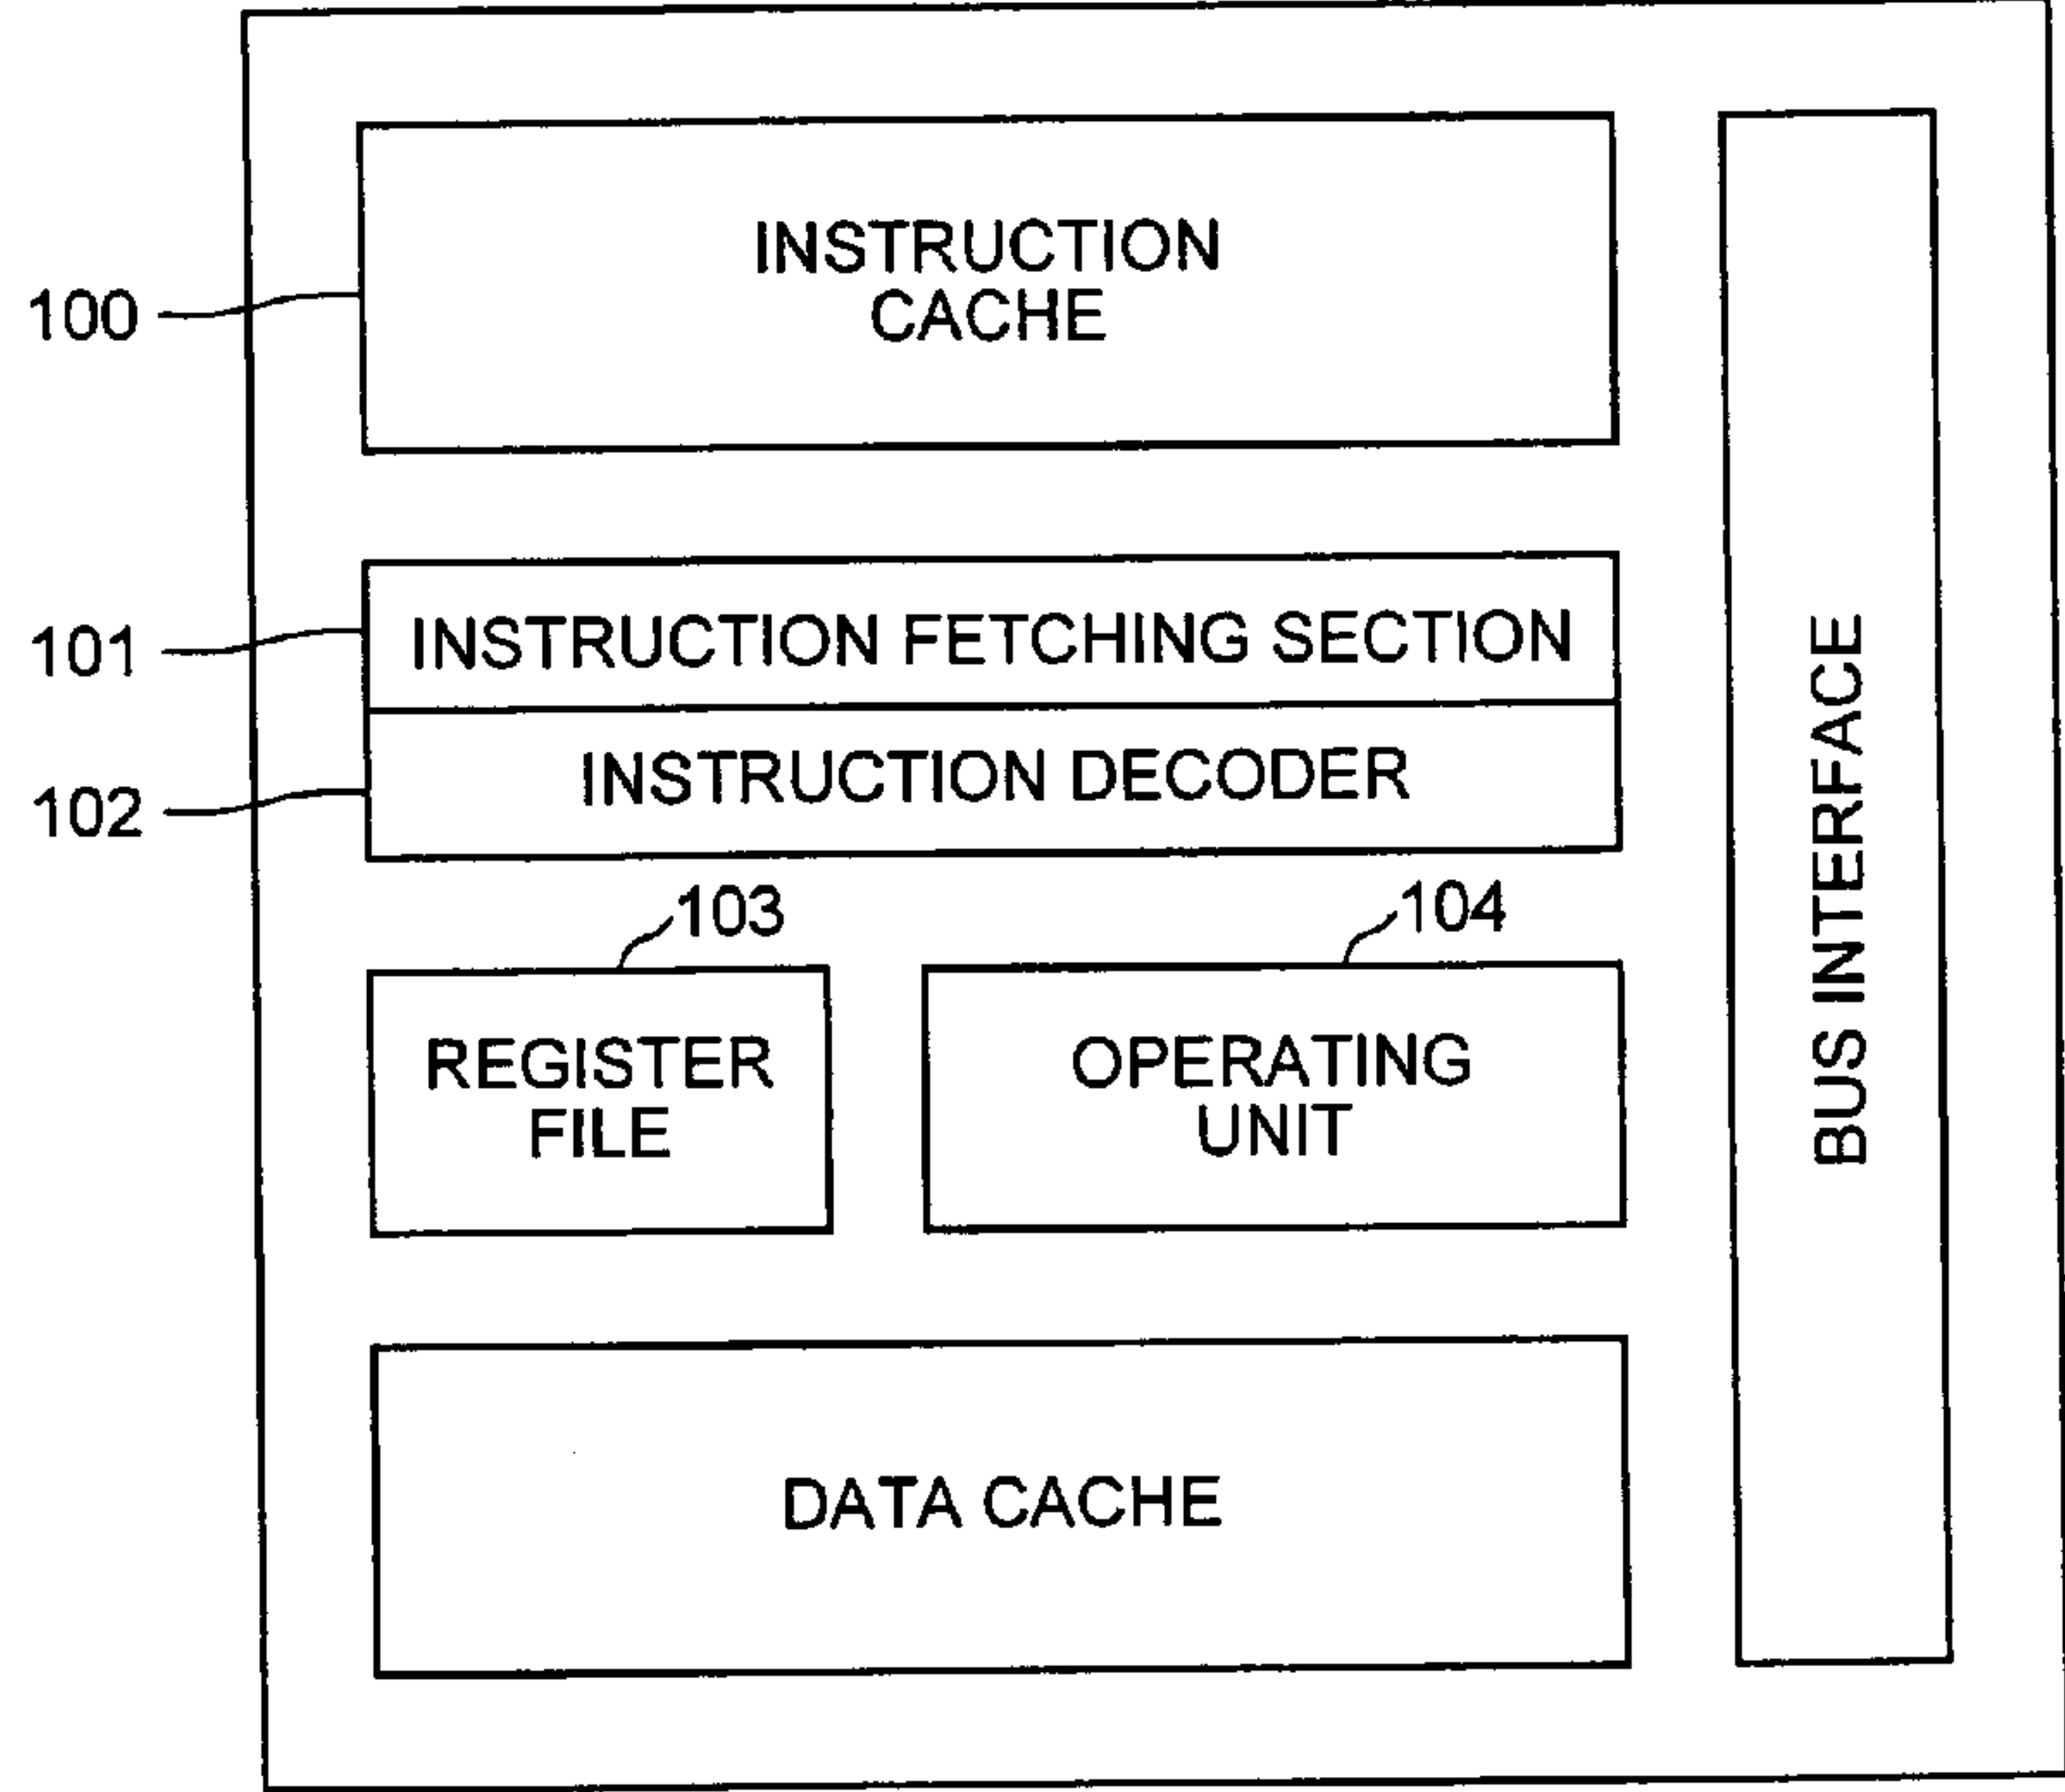 INSTRUCTION
CACHE
100
101
INSTRUCTION FETCHING SECTION
102
INSTRUCTION DECODER
103
104
REGISTER
FILE
OPERATING
UNIT
DATA CACHE
BUS INTERFACE